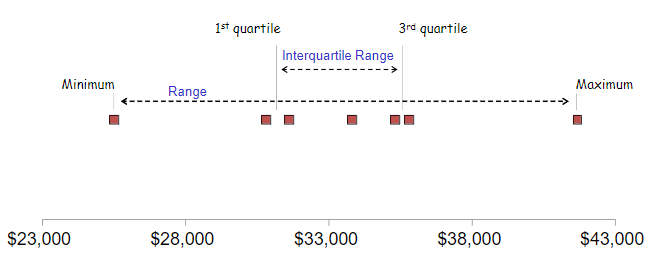 1st quartile
3rd quartile
Interquartile Range
Minimum
Maximum
Range
$23,000
$28,000
$33,000
$38,000
$43,000